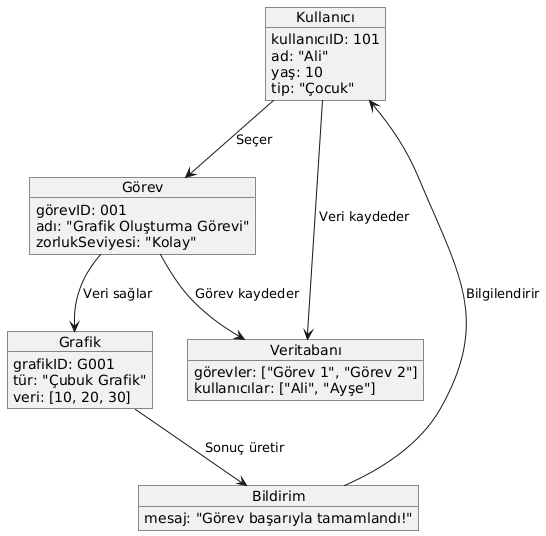 Kullanıcı
kullanıcıID: 101
ad: "Ali"
yaş: 10
tip: "Çocuk"
Seçer
Görev
görevID: 001
adı: "Grafik Oluşturma Görevi"
zorlukSeviyesi: "Kolay"
Veri kaydeder
Veri sağlar
Görev kaydeder
Bilgilendirir
Grafik
grafikID: G001
tür: "Çubuk Grafik"
veri: [10, 20, 30]
Veritabanı
görevler: ["Görev 1", "Görev 2"]
kullanıcılar: ["Ali", "Ayşe"]
Sonuç üretir
Bildirim
mesaj: "Görev başarıyla tamamlandı!"